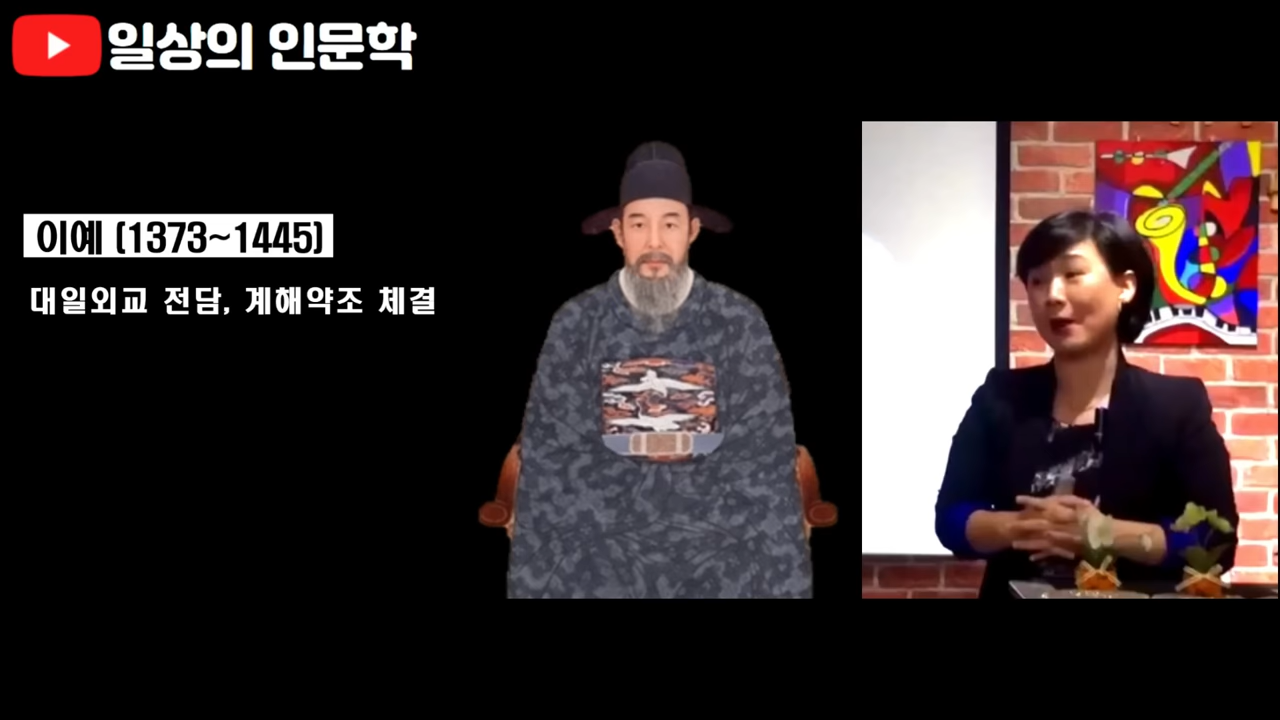 일상의 인문학
이예 (1373~1445)
대일외교 전담, 계해약조 체결